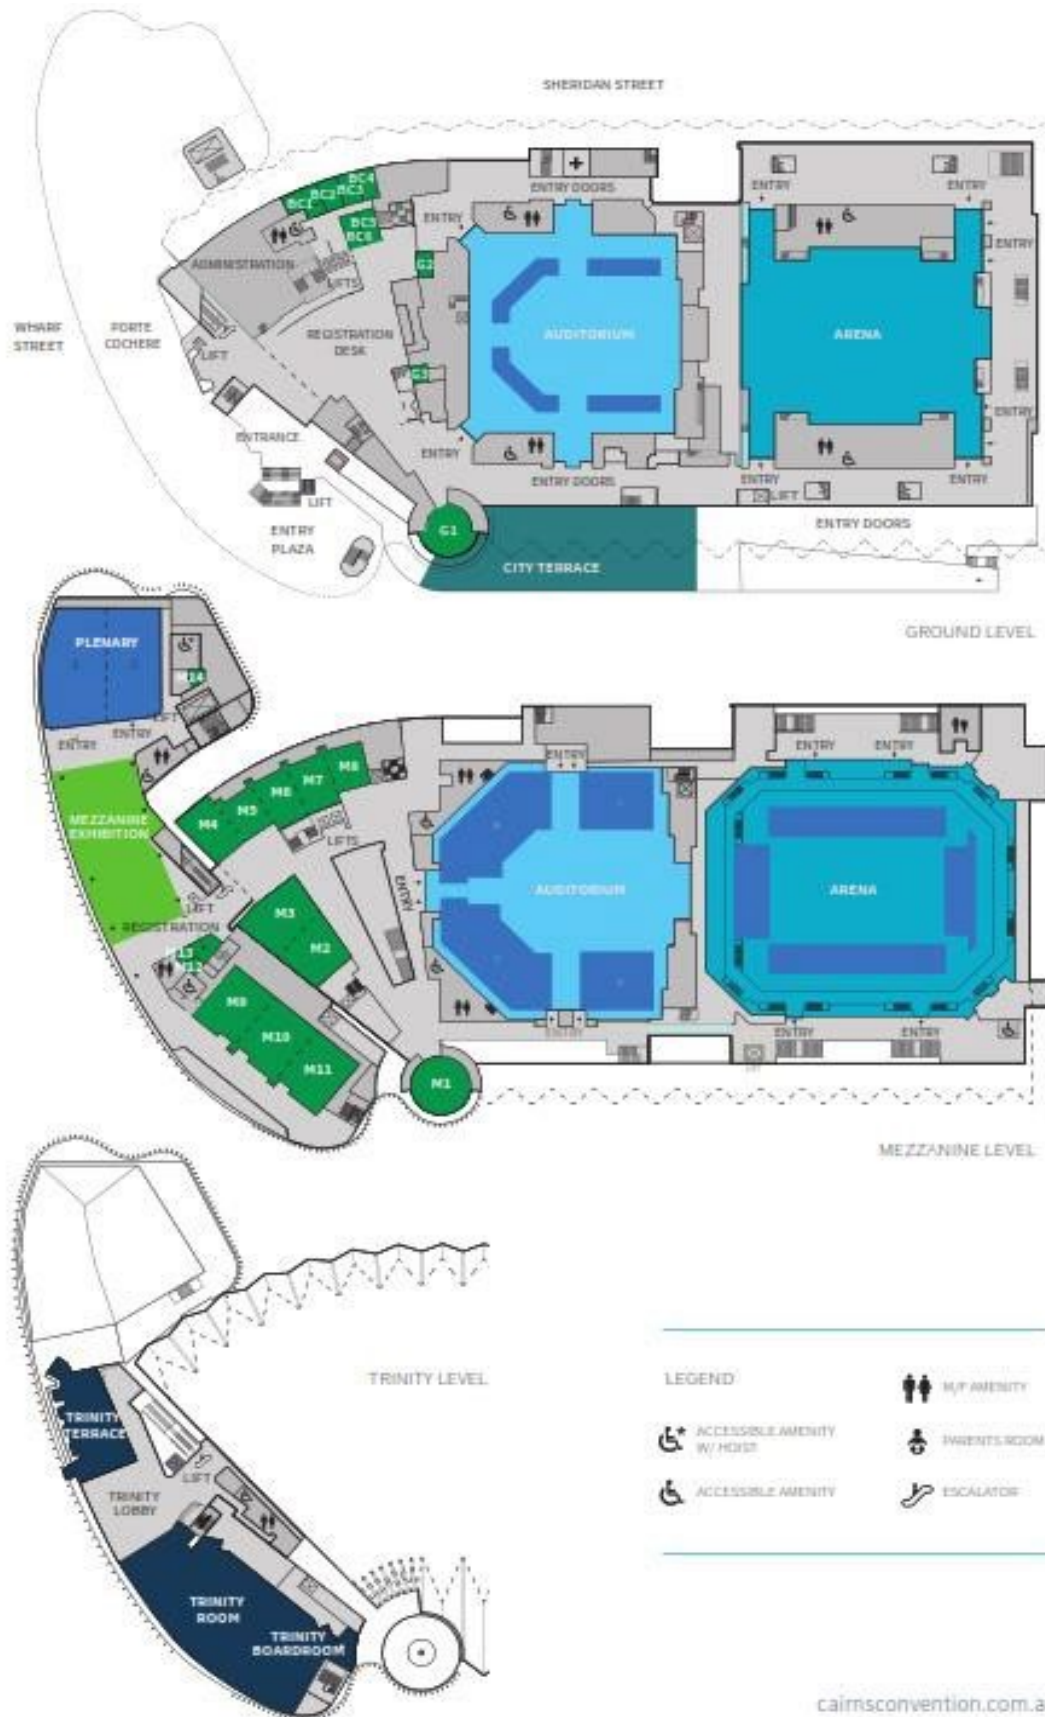 SHERIDAN STREET
ENTRY DOORS
BC4
BC3
BC2
BC1
BC5
BC6
ENTRY
ENTRY
ENTRY
ENTRY
G2
ADMINISTRATION
LIFTS
WHARF
STREET
PORTE
COCHERE
REGISTRATION
DESK
AUDITORIUM
ARENA
LIFT
G3
ENTRY
ENTRANCE
ENTRY
ENTRY DOORS
ENTRY
ENTRY
LIFT
LIFT
ENTRY
PLAZA
G1
ENTRY DOORS
CITY TERRACE
GROUND LEVEL
PLENARY
M14
LIFT
ENTRY
ENTRY
ENTRY
ENTRY
ENTRY
M8
M7
M6
M5
M4
MEZZANINE
EXHIBITION
LIFTS
ENTRY
AUDITORIUM
ARENA
LIFT
REGISTRATION
M3
M2
M13
M12
M9
M10
M11
ENTRY
ENTRY
ENTRY
M1
MEZZANINE LEVEL
TRINITY LEVEL
LEGEND
M/F AMENITY
ACCESSIBLE AMENITY
W/ HOIST
PARENTS ROOM
ACCESSIBLE AMENITY
ESCALATOR
TRINITY
TERRACE
LIFT
TRINITY
LOBBY
TRINITY
ROOM
TRINITY
BOARDROOM
cairnsconvention.com.a